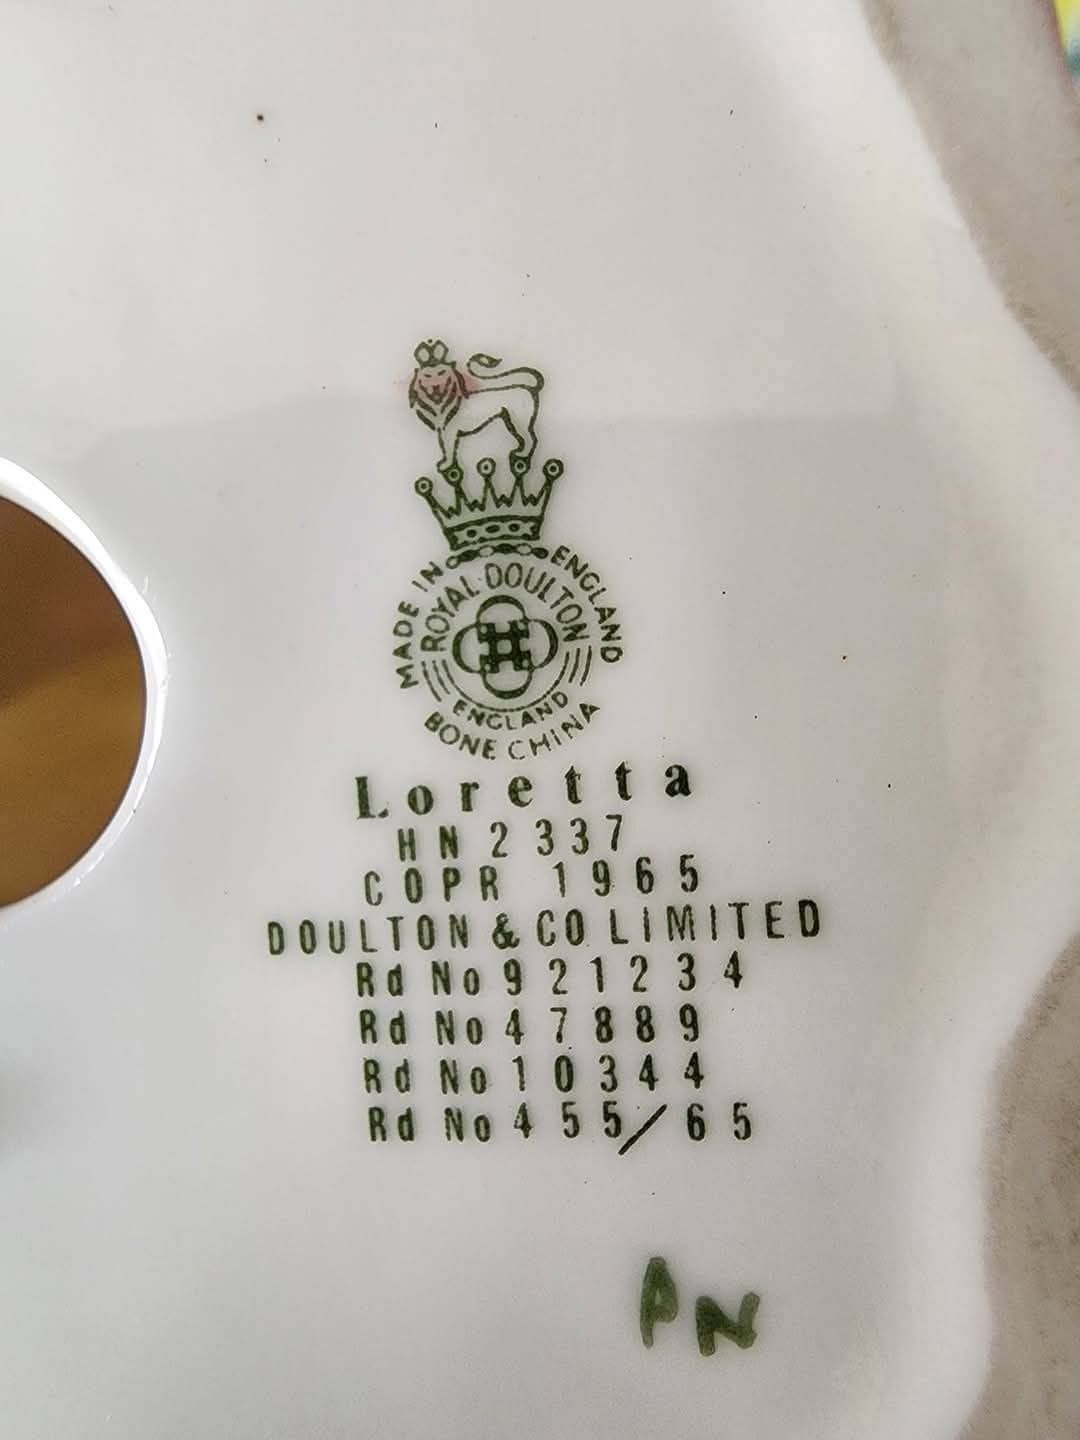 MADE IN ENGLAND
ROYAL DOULTON
ENGLAND
BONE CHINA
Loretta
HN 2337
COPR 1965
DOULTON & CO LIMITED
Rd No 921234
Rd No 47889
Rd No 10344
Rd No 455/65
PN